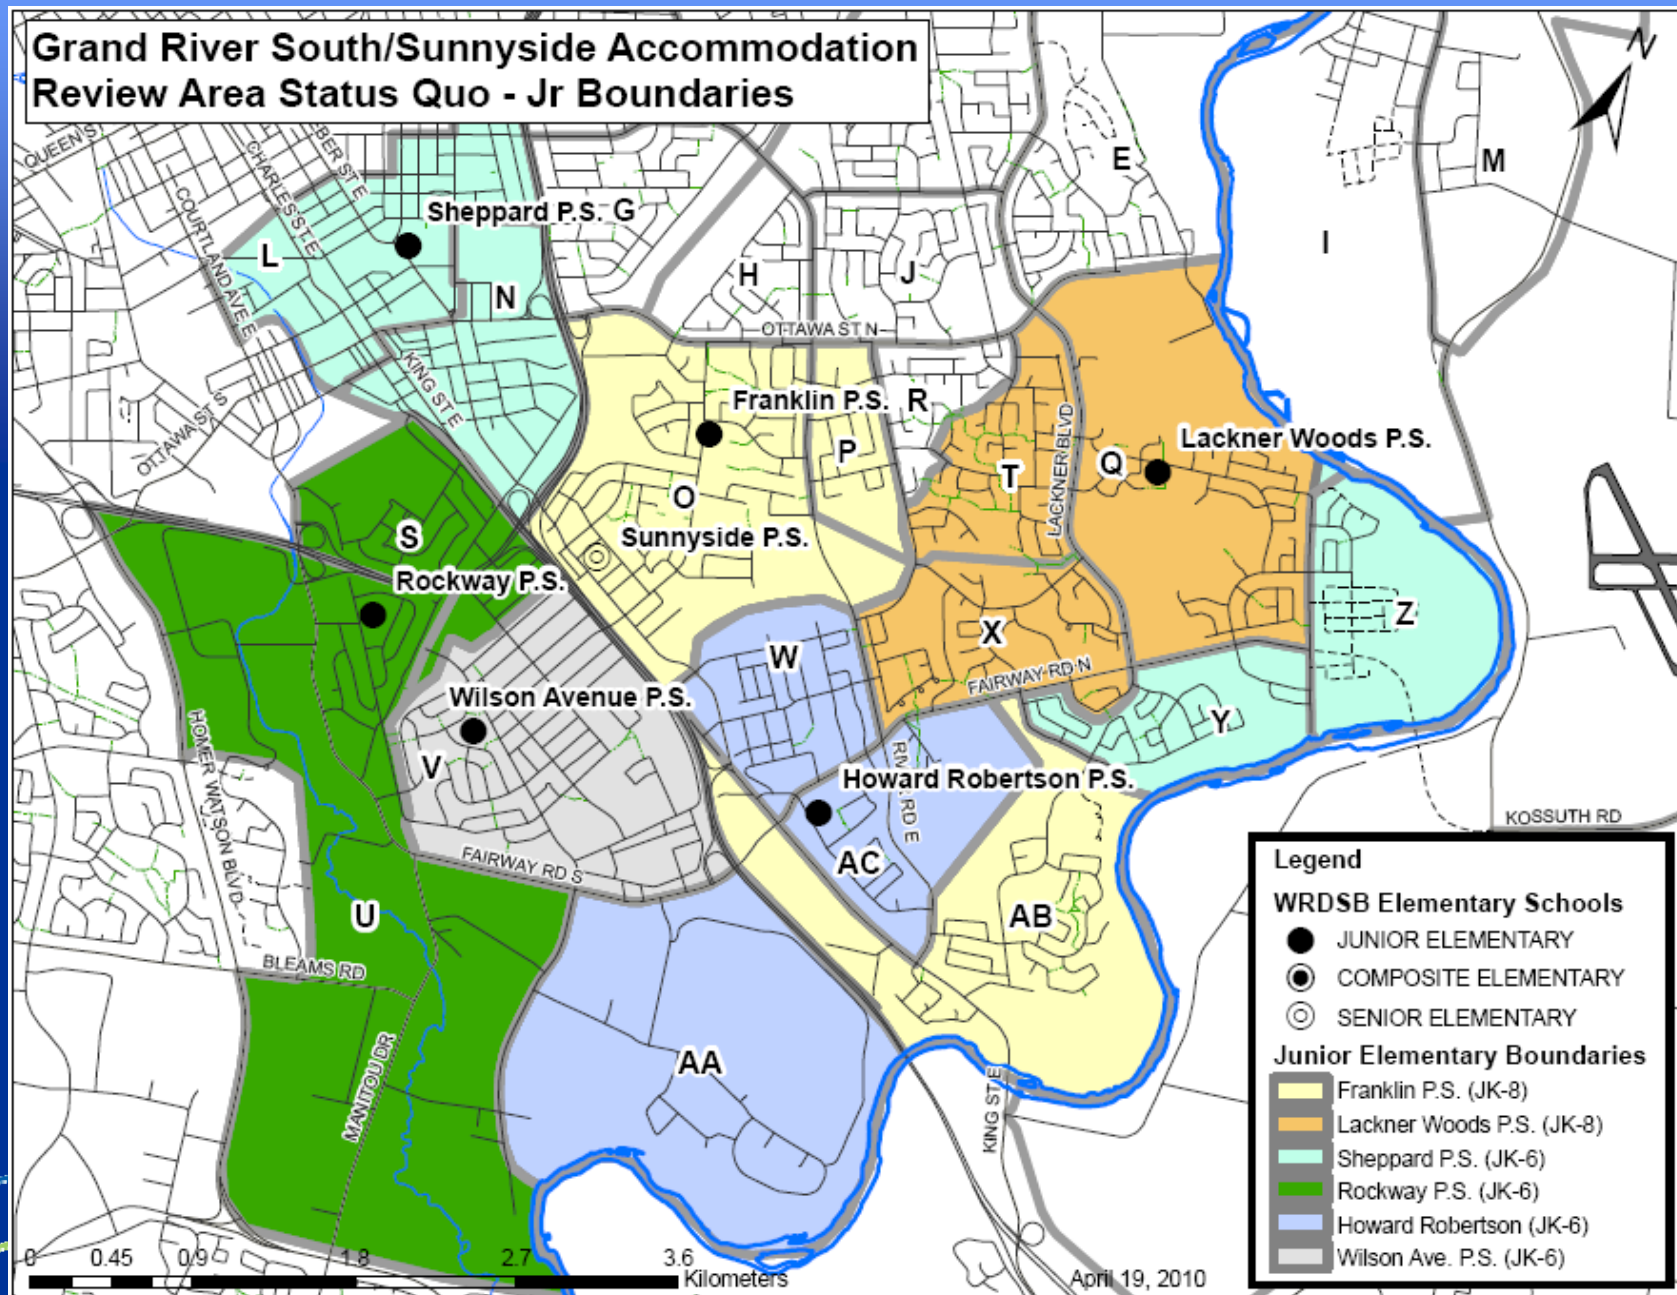 Grand River South/Sunnyside Accommodation
Review Area Status Quo - Jr Boundaries
N
QUEEN S
CHARLES ST E
BER ST E
COURTLAND AVE E
Sheppard P.S.
G
E
M
L
N
H
J
I
OTTAWA ST N
KING ST E
OTTAWA ST S
Franklin P.S.
R
P
LACKNER BLVD
Lackner Woods P.S.
T
Q
O
Sunnyside P.S.
S
Rockway P.S.
Z
X
W
FAIRWAY RD N
Wilson Avenue P.S.
Y
HOMER WATSON BLVD
V
Howard Robertson P.S.
RIVER RD E
KOSSUTH RD
FAIRWAY RD S
AC
U
AB
BLEAMS RD
AA
MANITOU DR
KING ST E
Legend
WRDSB Elementary Schools
JUNIOR ELEMENTARY
COMPOSITE ELEMENTARY
SENIOR ELEMENTARY
Junior Elementary Boundaries
Franklin P.S. (JK-8)
Lackner Woods P.S. (JK-8)
Sheppard P.S. (JK-6)
Rockway P.S. (JK-6)
Howard Robertson (JK-6)
Wilson Ave. P.S. (JK-6)
0 0.45 0.9 1.8 2.7 3.6
Kilometers
April 19, 2010